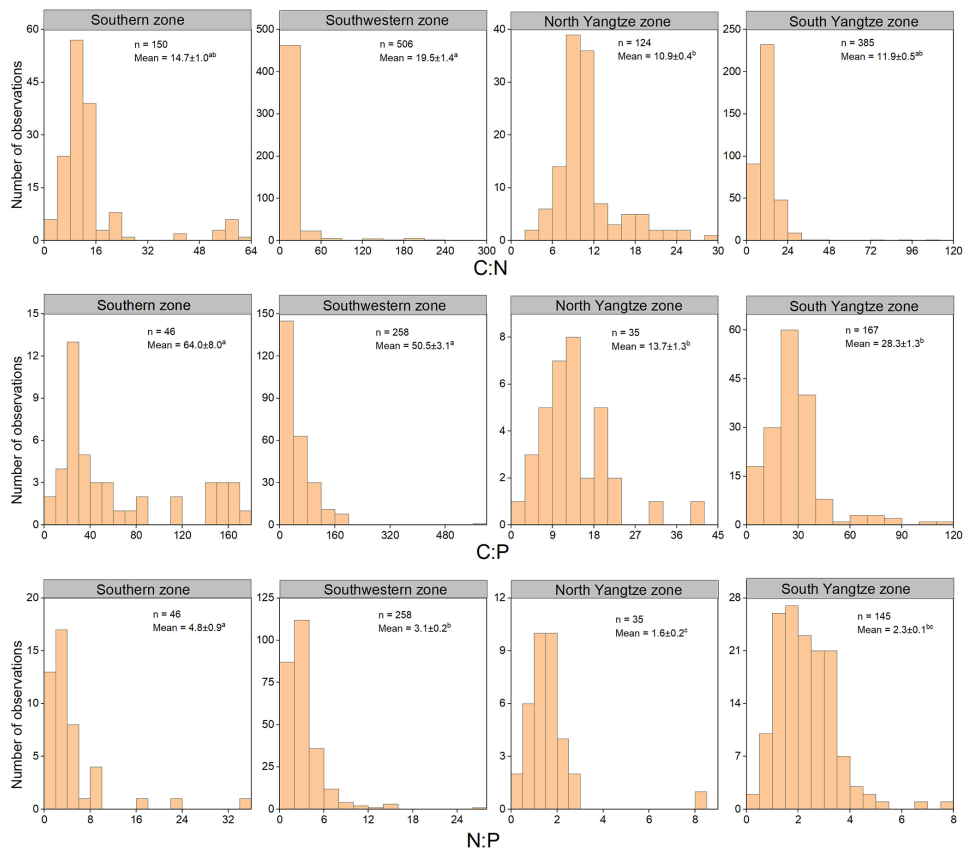 Southern zone
Southwestern zone
North Yangtze zone
South Yangtze zone
Number of observations
60
45
30
15
0
n = 150
Mean = 14.7±1.0ab
0 16 32 48 64
500
400
300
200
100
0
n = 506
Mean = 19.5±1.4a
0 60 120 180 240 300
40
30
20
10
0
n = 124
Mean = 10.9±0.4b
6 12 18 24 30
250
200
150
100
50
0
n = 385
Mean = 11.9±0.5ab
0 24 48 72 96 120
C:N
Southern zone
Southwestern zone
North Yangtze zone
South Yangtze zone
Number of observations
15
12
9
6
3
0
n = 46
Mean = 64.0±8.0a
0 40 80 120 160
150
120
90
60
30
0
n = 258
Mean = 50.5±3.1a
0 160 320 480
8
6
4
2
0
n = 35
Mean = 13.7±1.3b
0 9 18 27 36 45
60
45
30
15
0
n = 167
Mean = 28.3±1.3b
0 30 60 90 120
C:P
Southern zone
Southwestern zone
North Yangtze zone
South Yangtze zone
Number of observations
20
15
10
5
0
n = 46
Mean = 4.8±0.9a
0 8 16 24 32
125
100
75
50
25
0
n = 258
Mean = 3.1±0.2b
0 6 12 18 24
12
9
6
3
0
n = 35
Mean = 1.6±0.2c
0 2 4 6 8
28
21
14
7
0
n = 145
Mean = 2.3±0.1bc
0 2 4 6 8
N:P